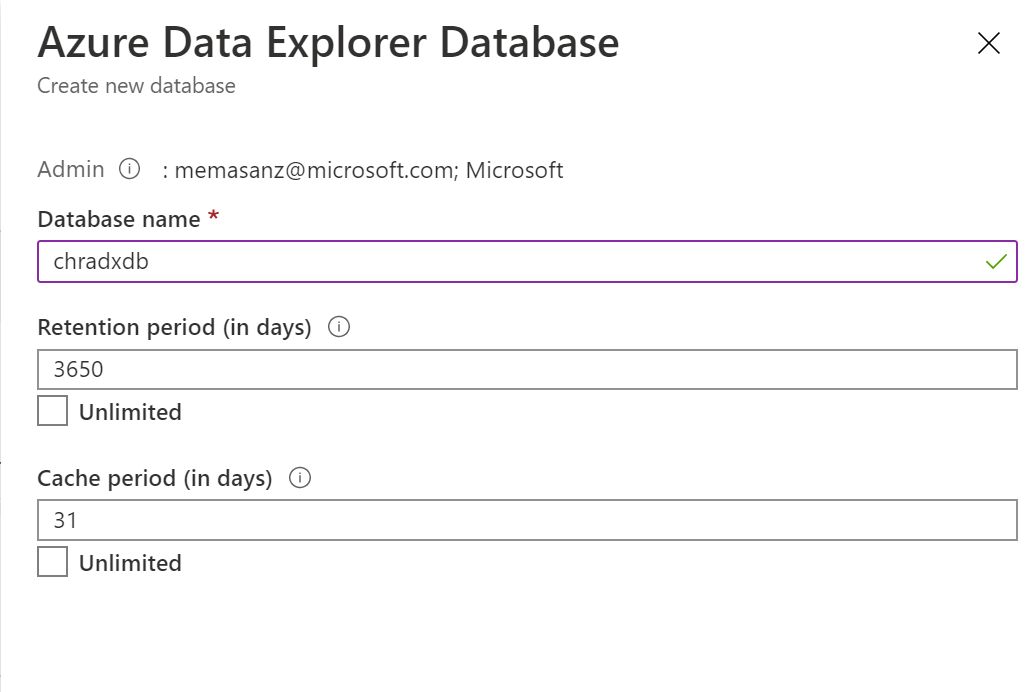 Azure Data Explorer Database
Create new database
Admin : memasanz@microsoft.com; Microsoft
Database name *
chradxdb
Retention period (in days)
3650
Unlimited
Cache period (in days)
31
Unlimited